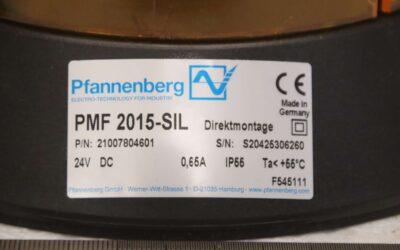 Pfannenberg
ELECTRO-TECHNOLOGY FOR INDUSTRY
CE
Made in
Germany
PMF 2015-SIL Direktmontage
P/N: 21007804601 S/N: S20425306260
24V DC 0,65A IP55 Ta< +55°C
F545111
Pfannenberg GmbH · Werner-Witt-Strasse 1 · D-21035 Hamburg · www.pfannenberg.com